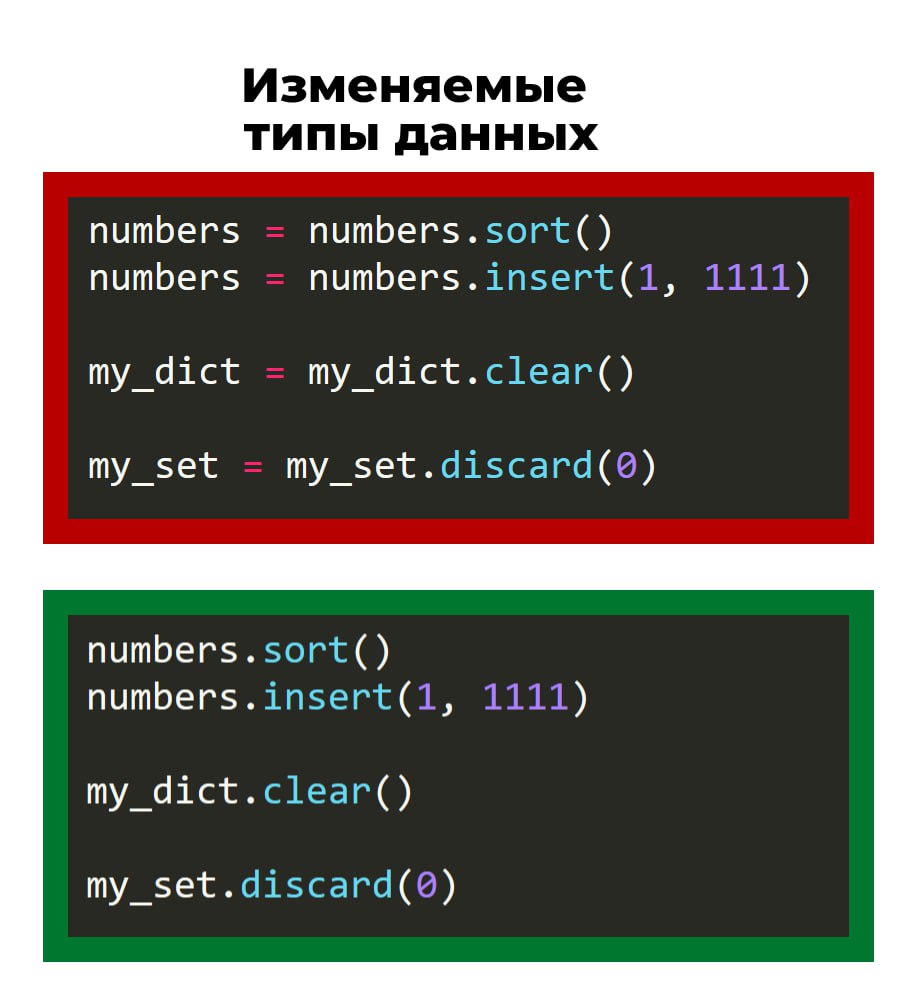 Изменяемые
типы данных
numbers = numbers.sort()
numbers = numbers.insert(1, 1111)
my_dict = my_dict.clear()
my_set = my_set.discard(0)
numbers.sort()
numbers.insert(1, 1111)
my_dict.clear()
my_set.discard(0)